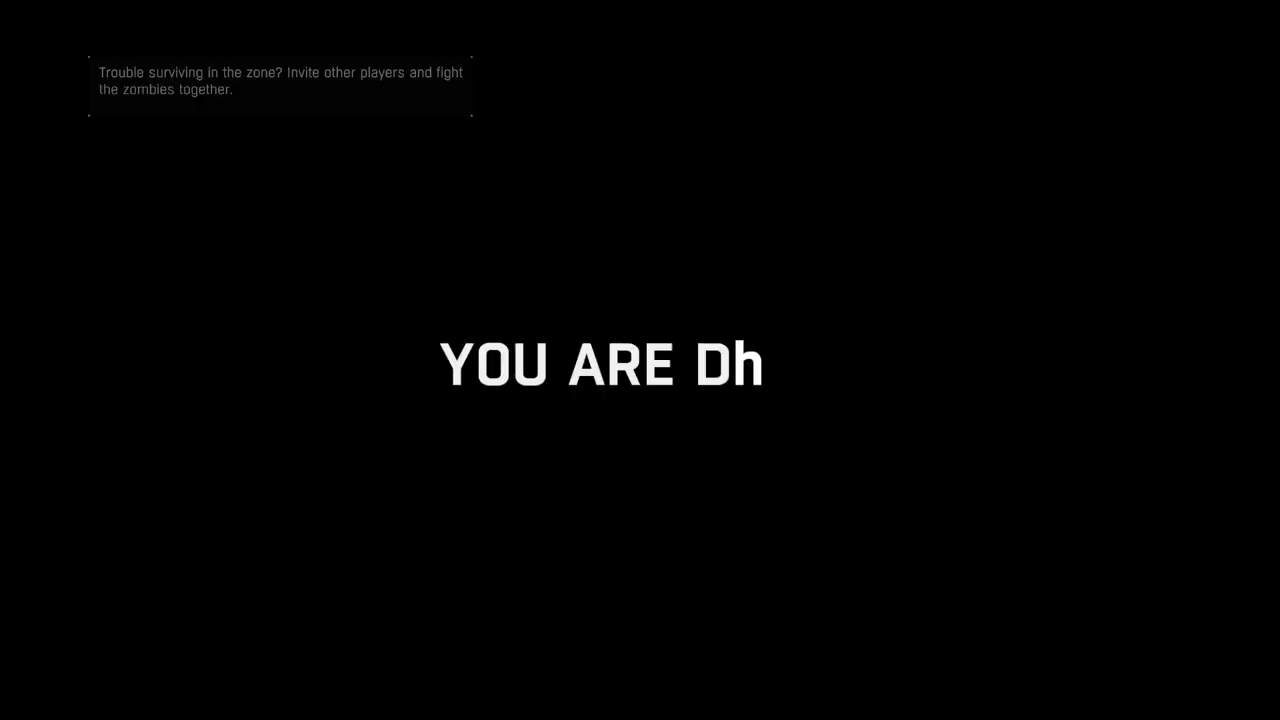 Trouble surviving in the zone? Invite other players and fight
the zombies together.
YOU ARE Dh